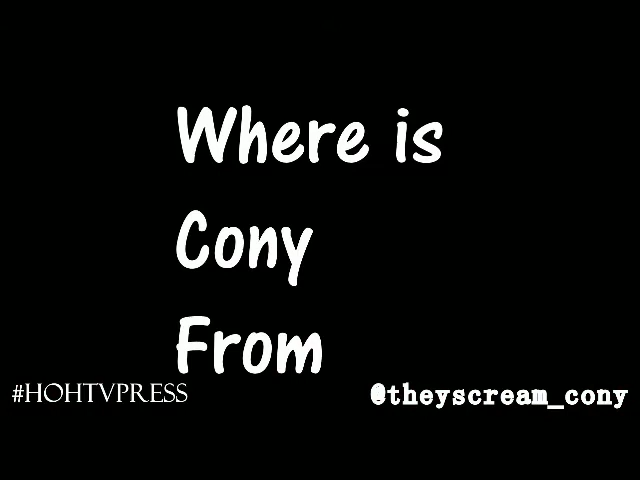 Where is
Cony
From
#HOHTVPRESS
@theyscream_cony